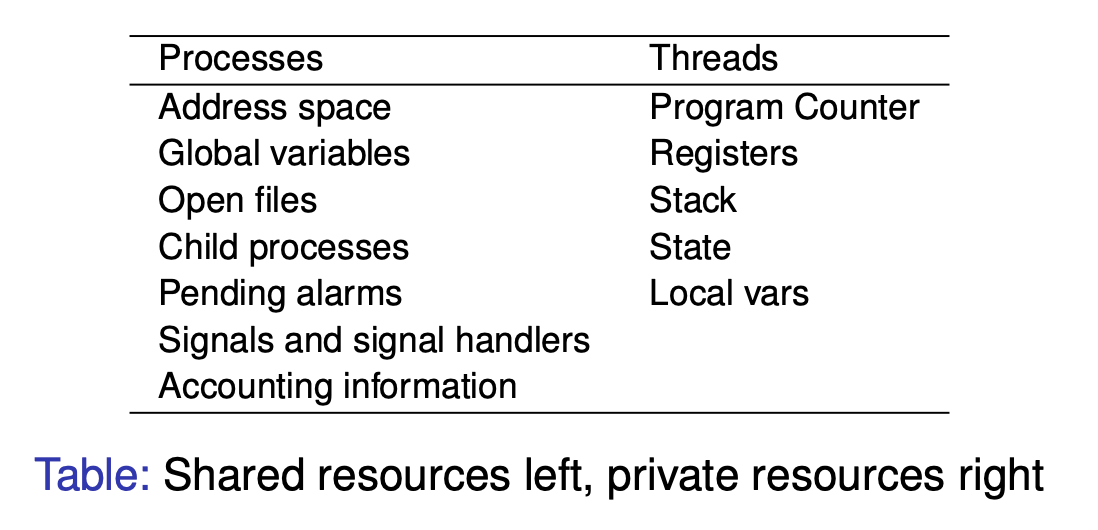 Processes Threads
Address space Program Counter
Global variables Registers
Open files Stack
Child processes State
Pending alarms Local vars
Signals and signal handlers
Accounting information
Table: Shared resources left, private resources right